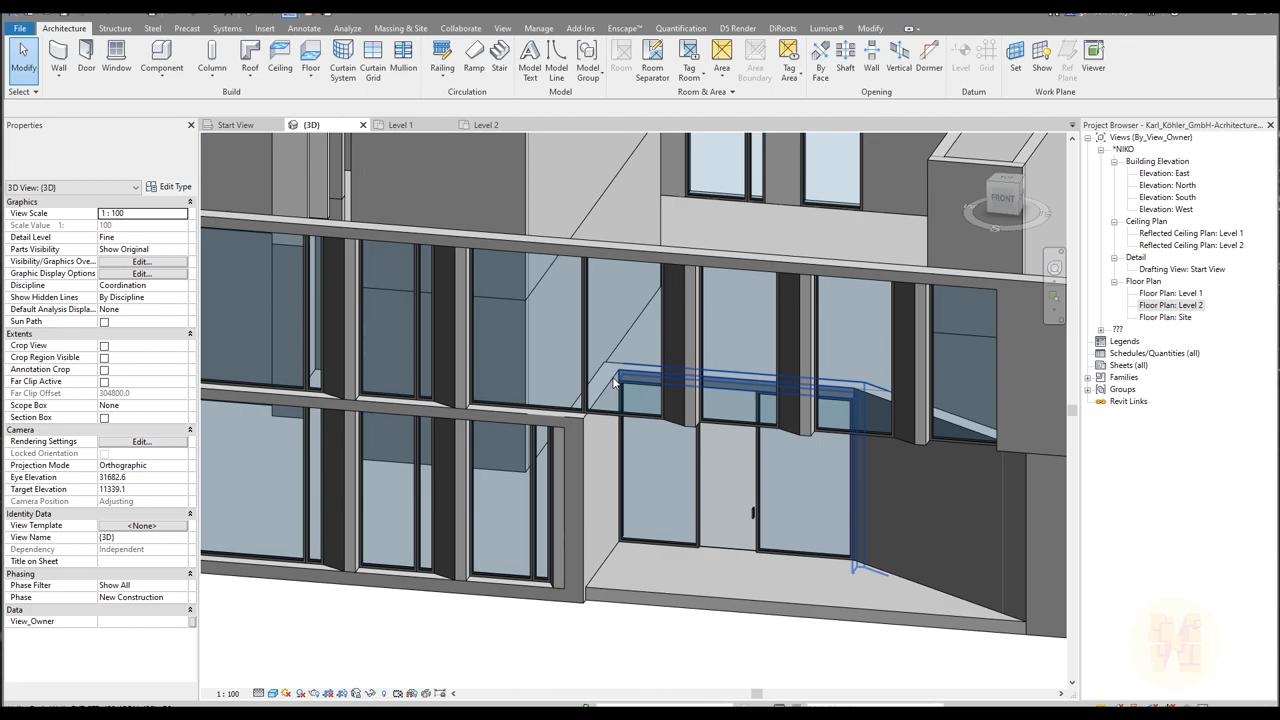 File Architecture Structure Steel Precast Systems Insert Annotate Analyze Massing & Site Collaborate View Manage Add-Ins Enscape™ Quantification D5 Render DiRoots Lumion® Modify
Modify Wall Door Window Component Column Roof Ceiling Floor Curtain System Curtain Grid Mullion Railing Ramp Stair Model Text Model Line Model Group Room Room Separator Tag Room Area Area Boundary Tag Area By Face Shaft Wall Vertical Dormer Level Grid Set Show Ref Plane Viewer
Select Build Circulation Model Room & Area Opening Datum Work Plane
Properties
Start View {3D} Level 1 Level 2
Project Browser - Karl_Köhler_GmbH-Acrhitecture...
3D View: {3D} Edit Type
Graphics
View Scale 1 : 100
Scale Value 1: 100
Detail Level Fine
Parts Visibility Show Original
Visibility/Graphics Ove... Edit...
Graphic Display Options Edit...
Discipline Coordination
Show Hidden Lines By Discipline
Default Analysis Displa... None
Sun Path
Extents
Crop View
Crop Region Visible
Annotation Crop
Far Clip Active
Far Clip Offset 304800.0
Scope Box None
Section Box
Camera
Rendering Settings Edit...
Locked Orientation
Projection Mode Orthographic
Eye Elevation 31682.6
Target Elevation 11339.1
Camera Position Adjusting
Identity Data
View Template <None>
View Name {3D}
Dependency Independent
Title on Sheet
Phasing
Phase Filter Show All
Phase New Construction
Data
View_Owner
TOP
FRONT
1 : 100
Views (By_View_Owner)
*NIKO
Building Elevation
Elevation: East
Elevation: North
Elevation: South
Elevation: West
Ceiling Plan
Reflected Ceiling Plan: Level 1
Reflected Ceiling Plan: Level 2
Detail
Drafting View: Start View
Floor Plan
Floor Plan: Level 1
Floor Plan: Level 2
Floor Plan: Site
???
Legends
Schedules/Quantities (all)
Sheets (all)
Families
Groups
Revit Links